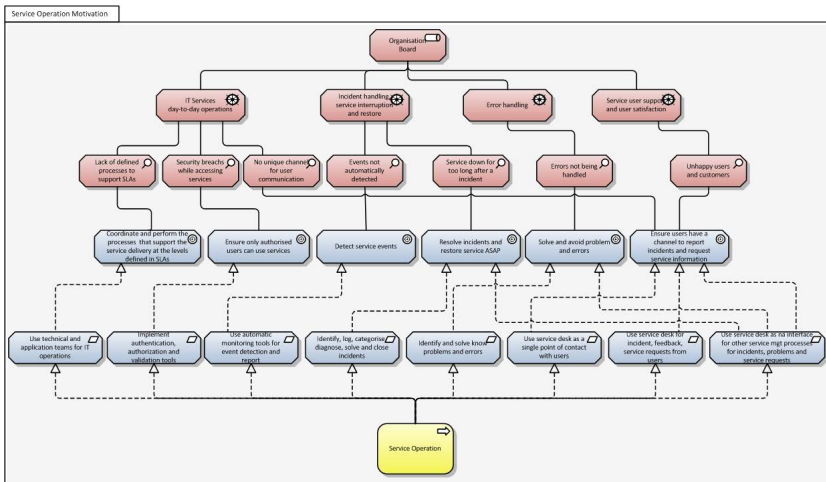 Service Operation Motivation
Organisation
Board
IT Services
day-to-day operations
Incident handling,
service interruption
and restore
Error handling
Service user support
and user satisfaction
Lack of defined
processes to
support SLAs
Security breachs
while accessing
services
No unique channel
for user
communication
Events not
automatically
detected
Service down for
too long after a
incident
Errors not being
handled
Unhappy users
and customers
Coordinate and perform the
processes that support the
service delivery at the levels
defined in SLAs
Ensure only authorised
users can use services
Detect service events
Resolve incidents and
restore service ASAP
Solve and avoid problem
and errors
Ensure users have a
channel to report
incidents and request
service information
Use technical and
application teams for IT
operations
Implement
authentication,
authorization and
validation tools
Use automatic
monitoring tools for
event detection and
report
Identify, log, categorise,
diagnose, solve and close
incidents
Identify and solve know
problems and errors
Use service desk as a
single point of contact
with users
Use service desk for
incident, feedback,
service requests from
users
Use service desk as na interface
for other service mgt processes
for incidents, problems and
service requests
Service Operation